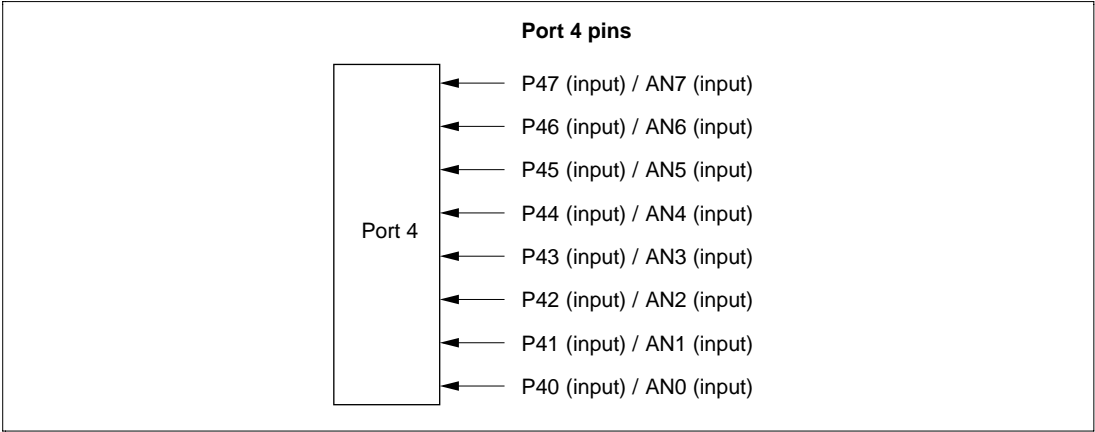 Port 4 pins
P47 (input) / AN7 (input)
P46 (input) / AN6 (input)
P45 (input) / AN5 (input)
P44 (input) / AN4 (input)
Port 4
P43 (input) / AN3 (input)
P42 (input) / AN2 (input)
P41 (input) / AN1 (input)
P40 (input) / AN0 (input)